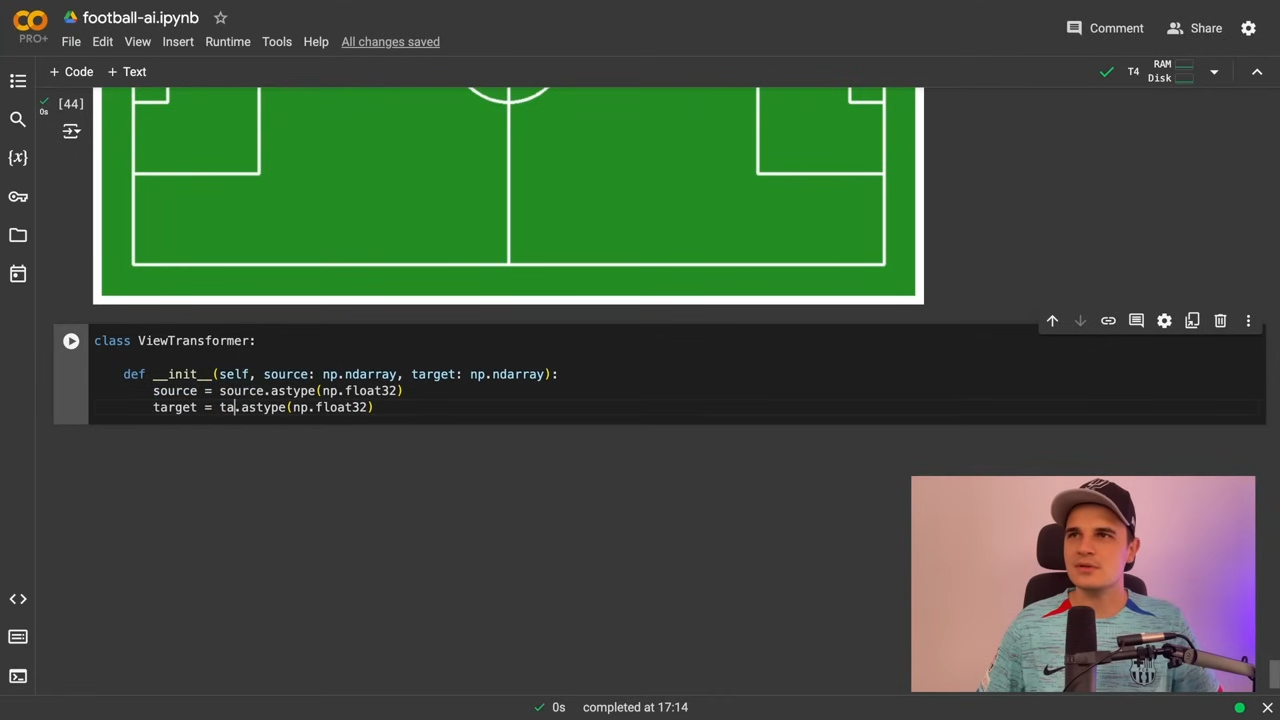 football-ai.ipynb
PRO+
File Edit View Insert Runtime Tools Help All changes saved
Comment Share
+ Code + Text
T4 RAM
Disk
[44]
0s
class ViewTransformer:
def __init__(self, source: np.ndarray, target: np.ndarray):
source = source.astype(np.float32)
target = ta.astype(np.float32)
0s completed at 17:14